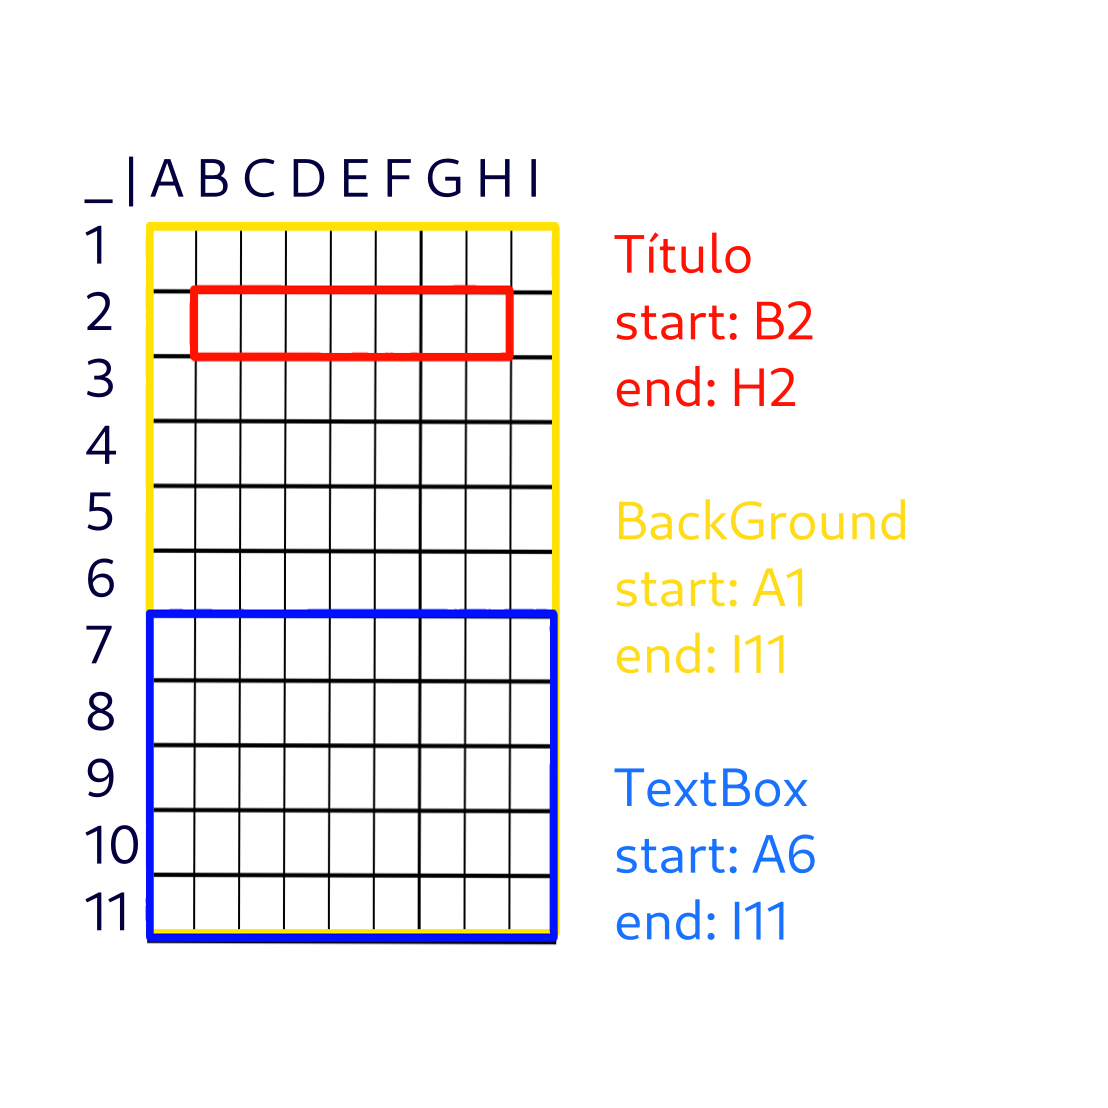 _|A B C D E F G H I
1
2
3
4
5
6
7
8
9
10
11
Título
start: B2
end: H2
BackGround
start: A1
end: I11
TextBox
start: A6
end: I11